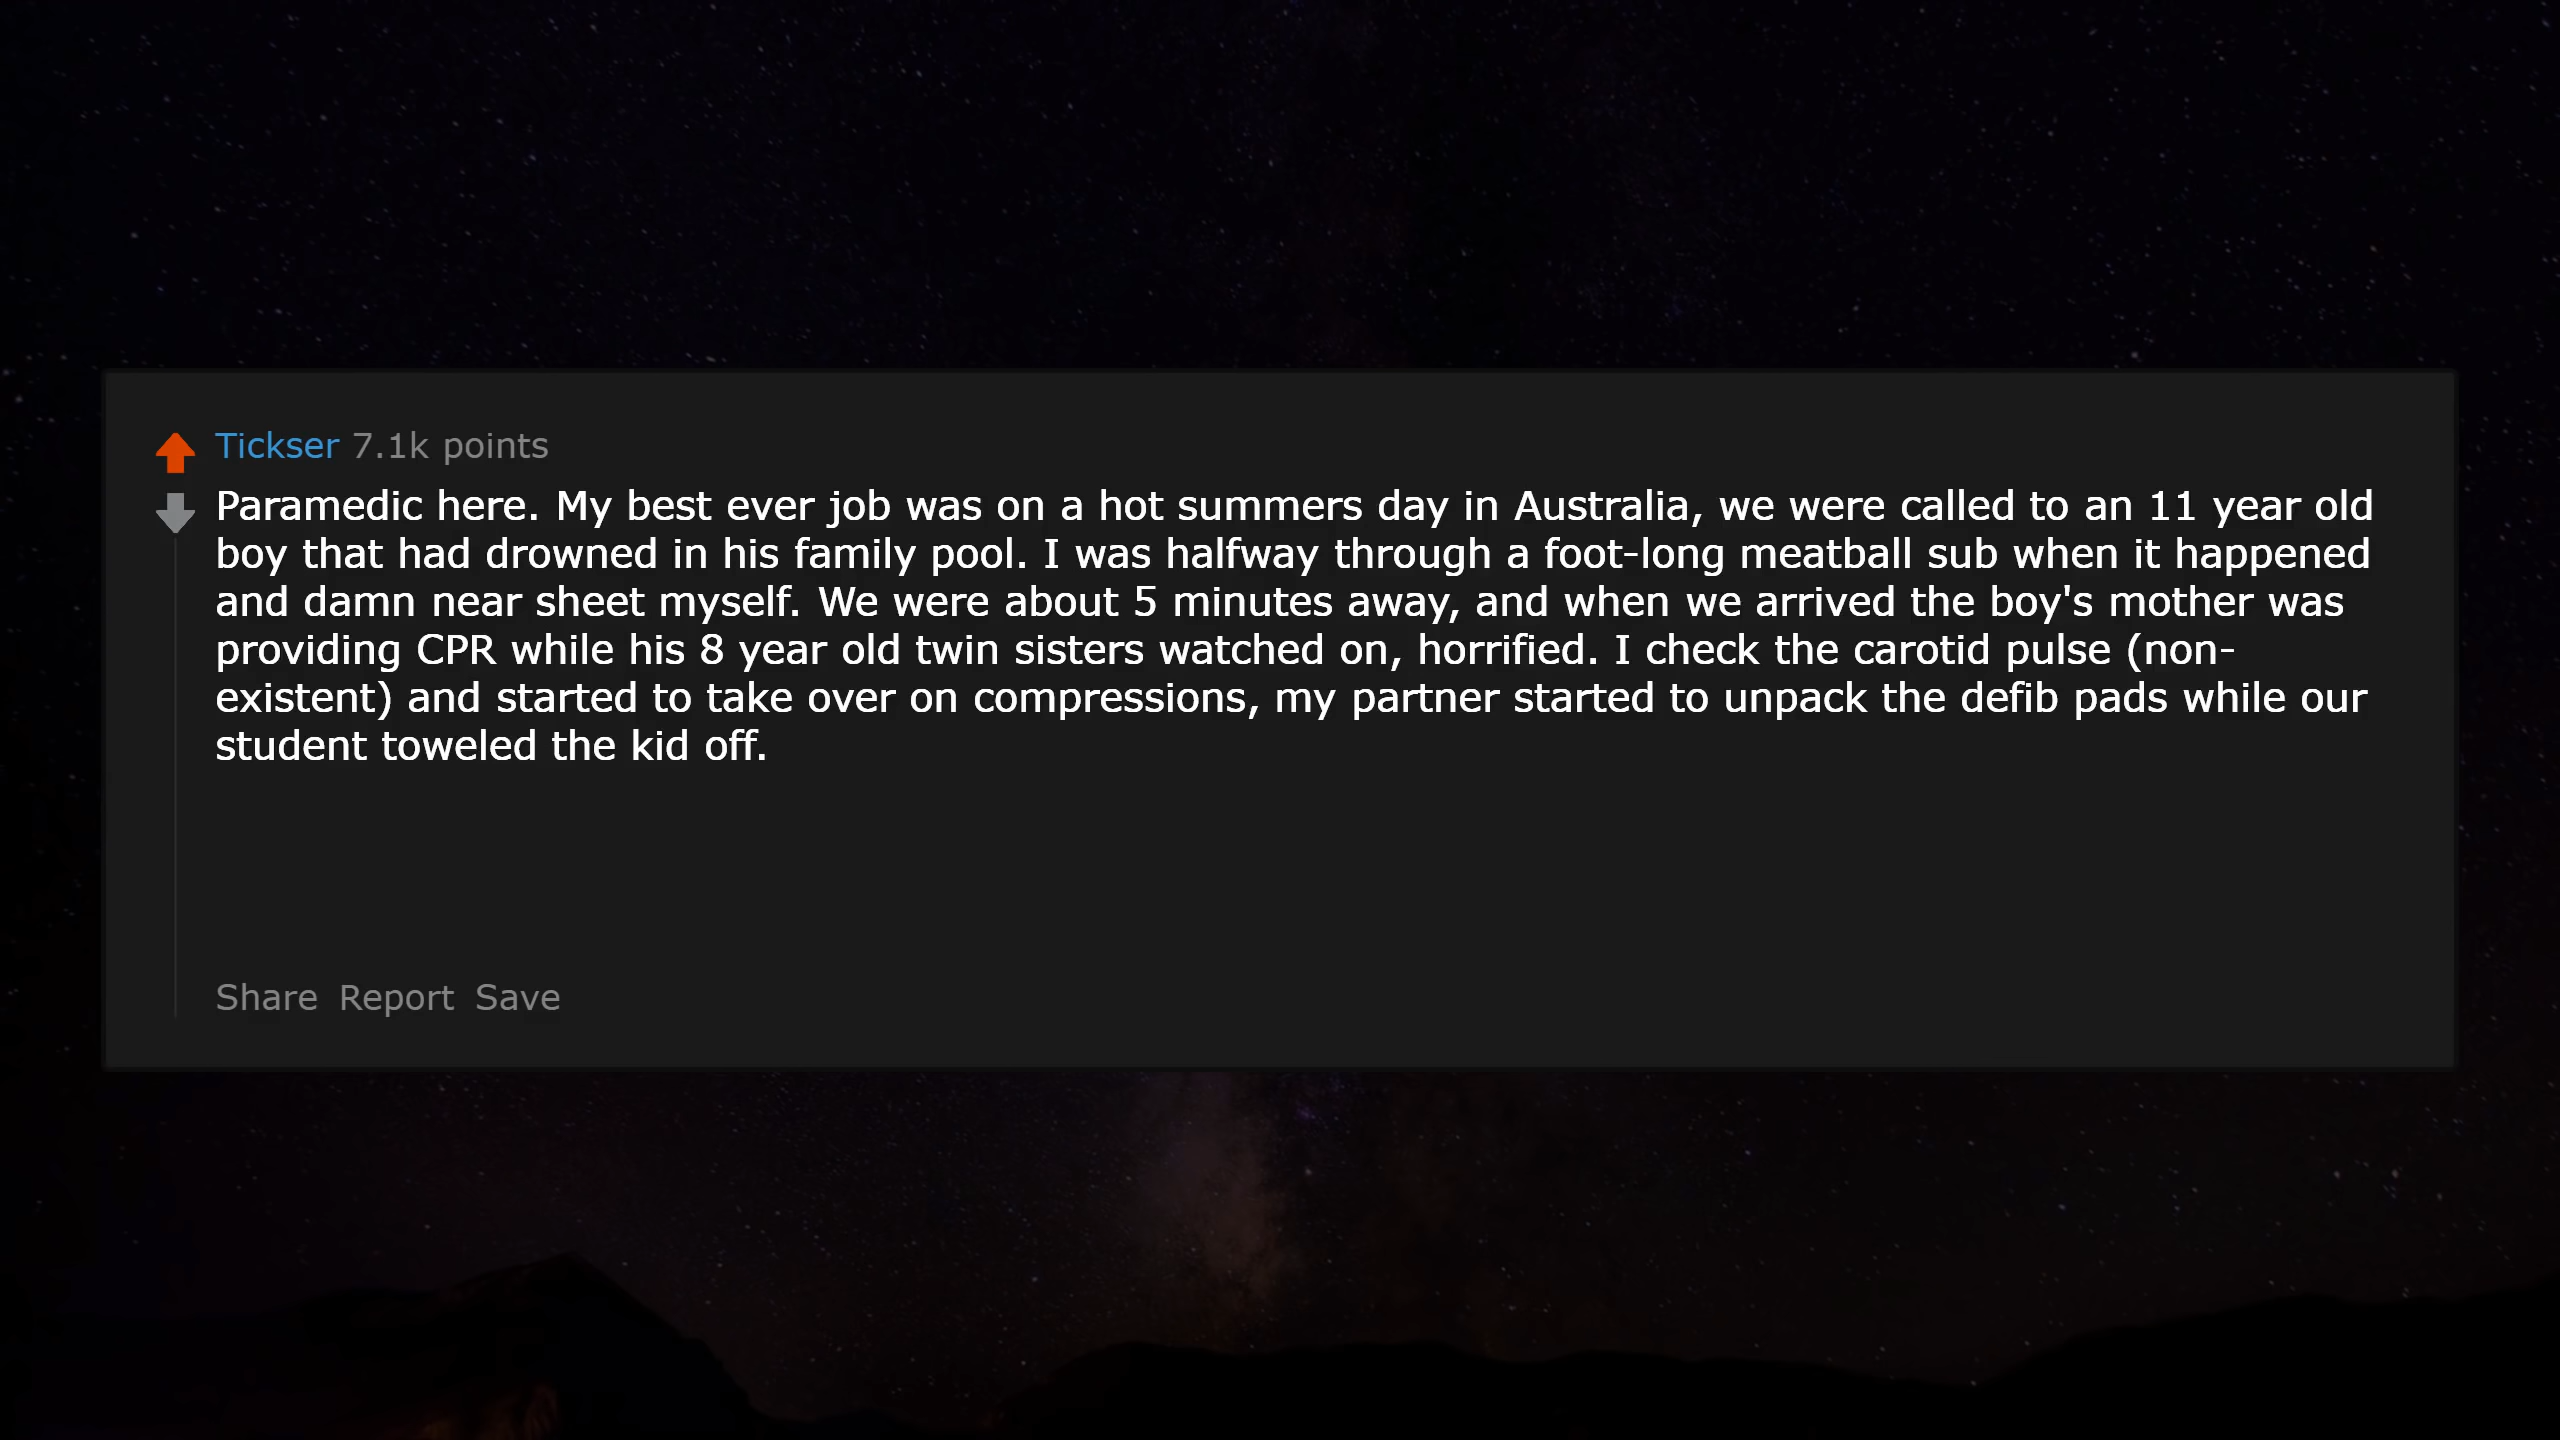 Tickser 7.1k points
Paramedic here. My best ever job was on a hot summers day in Australia, we were called to an 11 year old
boy that had drowned in his family pool. I was halfway through a foot-long meatball sub when it happened
and damn near sheet myself. We were about 5 minutes away, and when we arrived the boy's mother was
providing CPR while his 8 year old twin sisters watched on, horrified. I check the carotid pulse (non-
existent) and started to take over on compressions, my partner started to unpack the defib pads while our
student toweled the kid off.
Share Report Save